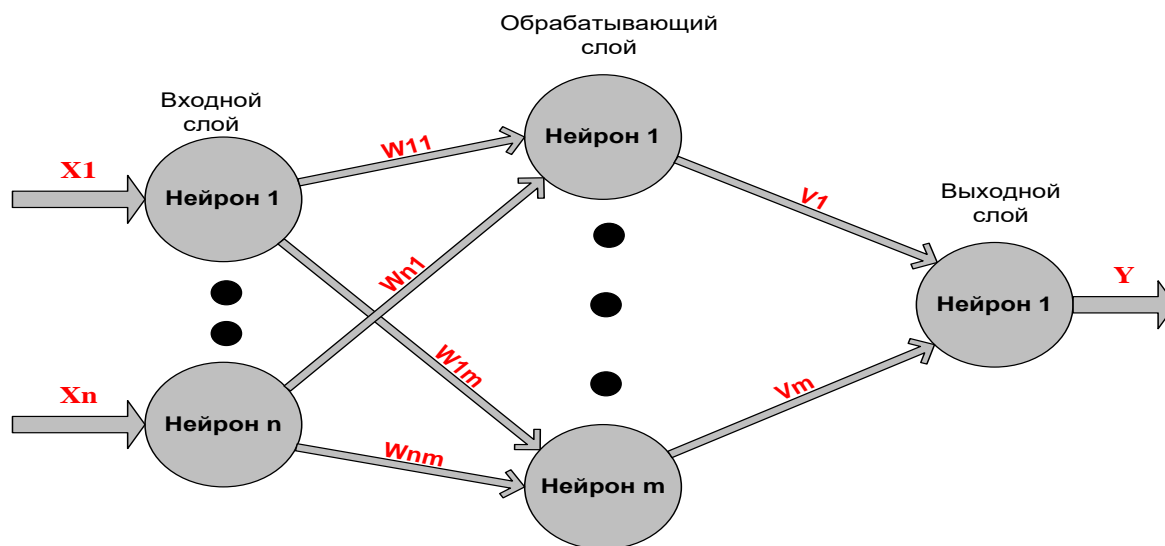 Обрабатывающий
слой
Входной
слой
X1
Нейрон 1
W11
Нейрон 1
V1
Выходной
слой
Wn1
Y
Нейрон 1
W1m
Xn
Нейрон n
Vm
Wnm
Нейрон m